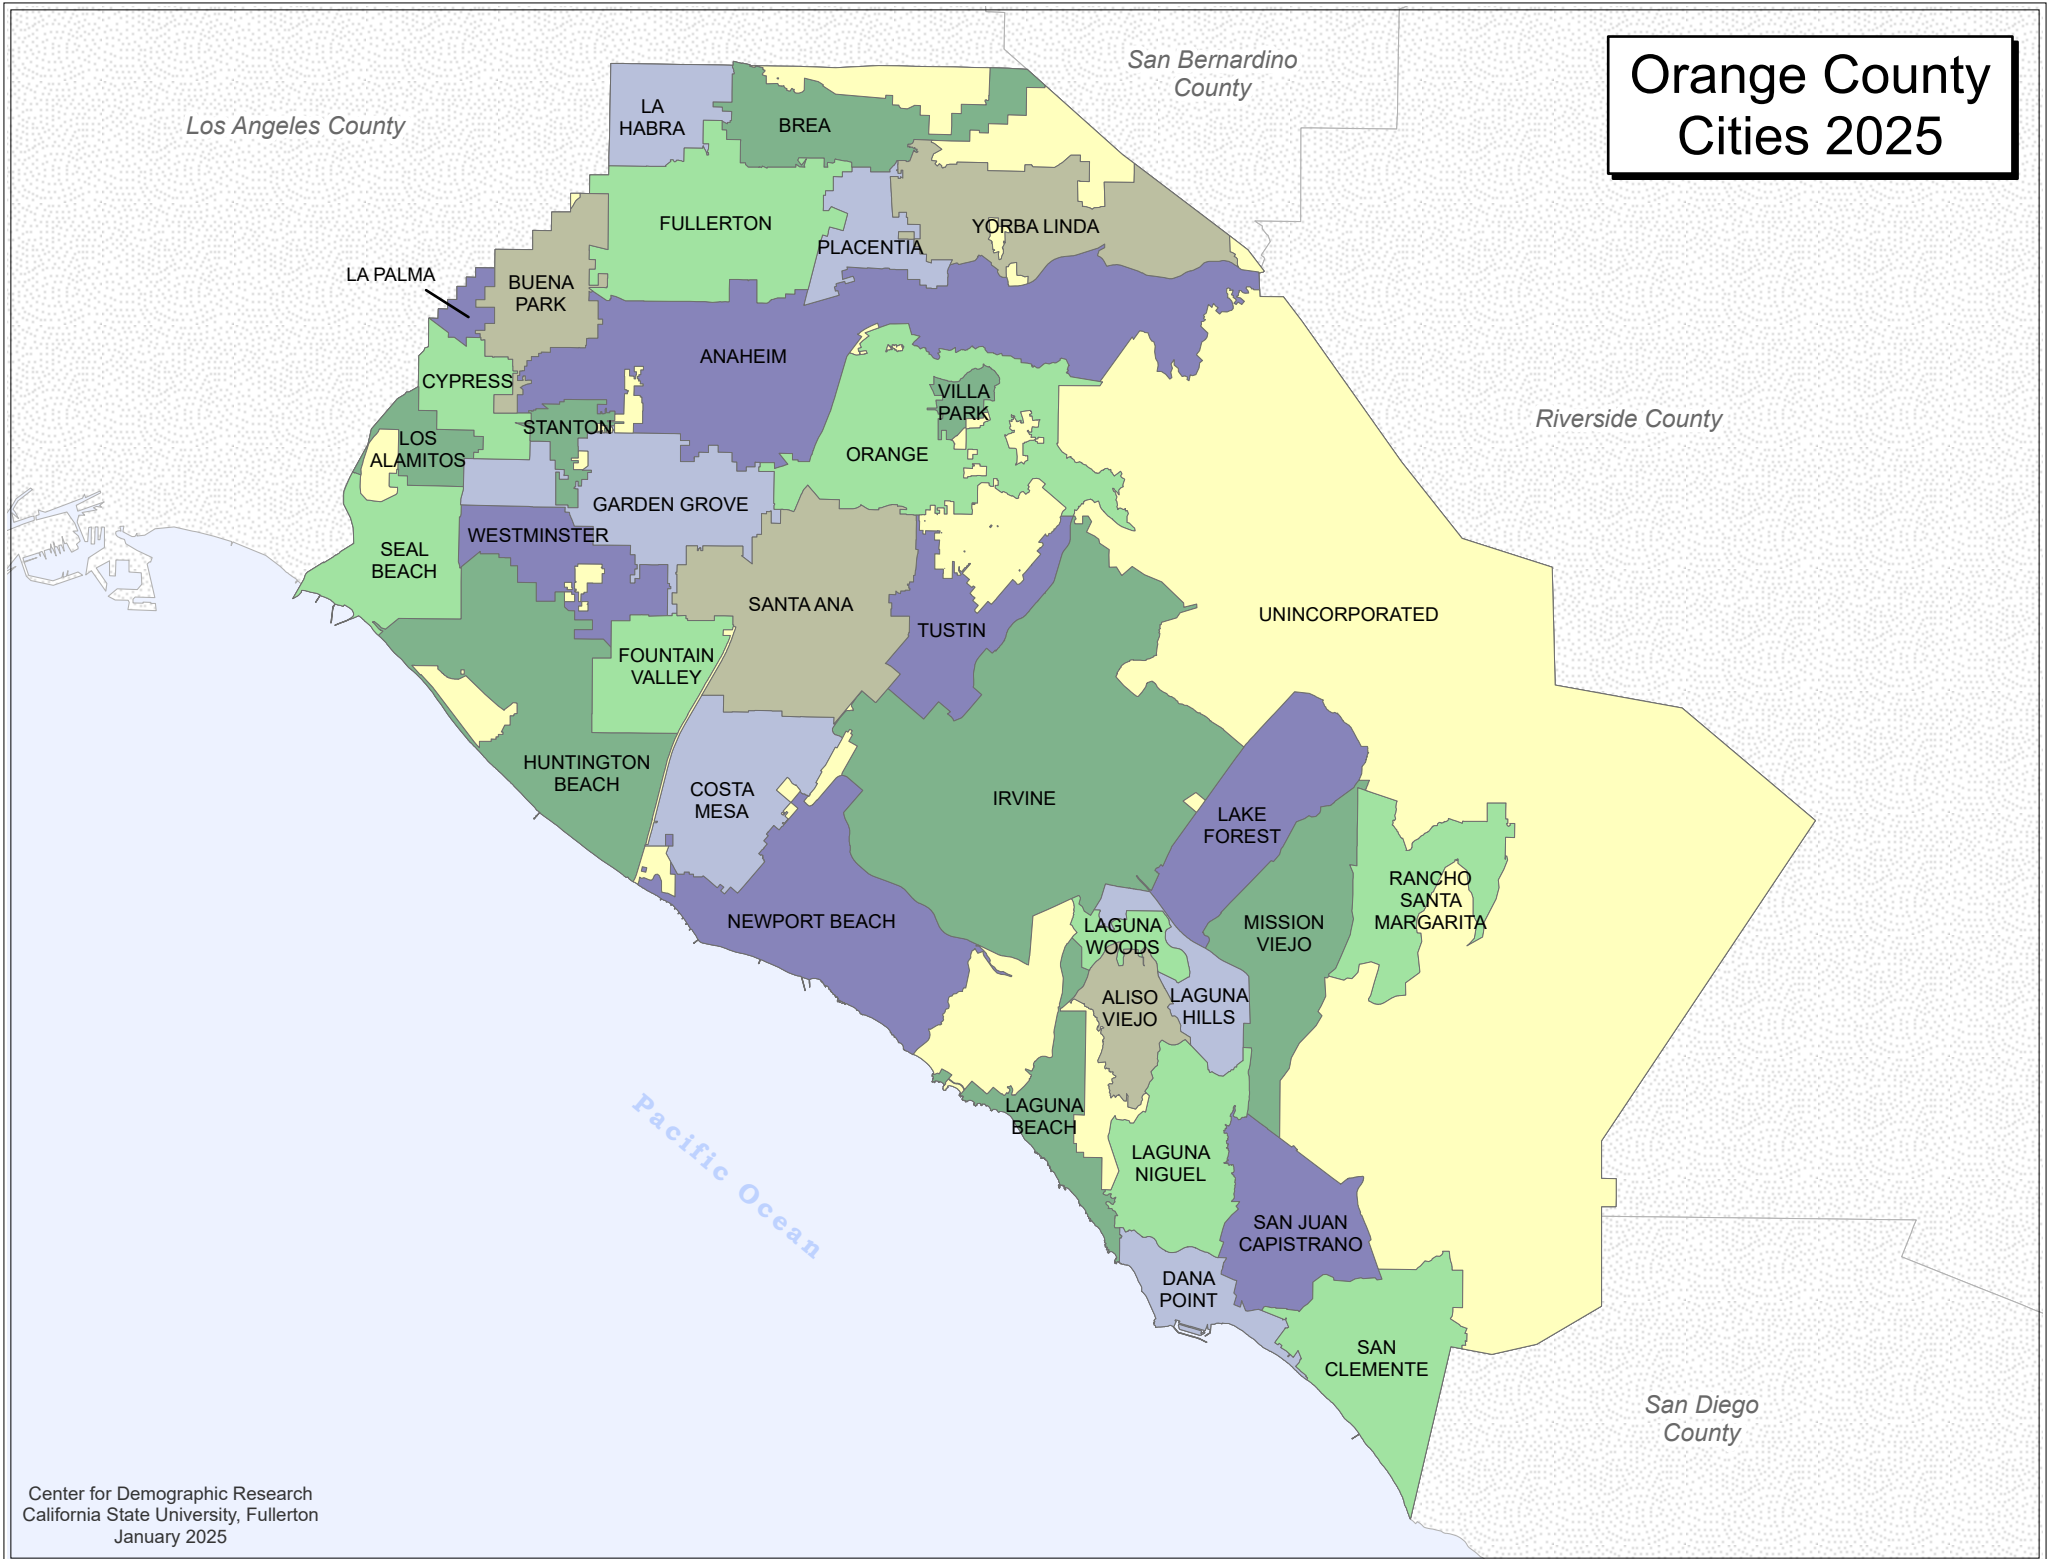 Orange County
Cities 2025
San Bernardino
County
Los Angeles County
Riverside County
San Diego
County
LA
HABRA
BREA
FULLERTON
PLACENTIA
YORBA LINDA
LA PALMA
BUENA
PARK
ANAHEIM
CYPRESS
VILLA
PARK
STANTON
LOS
ALAMITOS
ORANGE
GARDEN GROVE
WESTMINSTER
SEAL
BEACH
SANTA ANA
TUSTIN
UNINCORPORATED
FOUNTAIN
VALLEY
HUNTINGTON
BEACH
COSTA
MESA
IRVINE
LAKE
FOREST
RANCHO
SANTA
MARGARITA
NEWPORT BEACH
LAGUNA
WOODS
MISSION
VIEJO
ALISO
VIEJO
LAGUNA
HILLS
LAGUNA
BEACH
LAGUNA
NIGUEL
SAN JUAN
CAPISTRANO
DANA
POINT
SAN
CLEMENTE
Pacific Ocean
Center for Demographic Research
California State University, Fullerton
January 2025